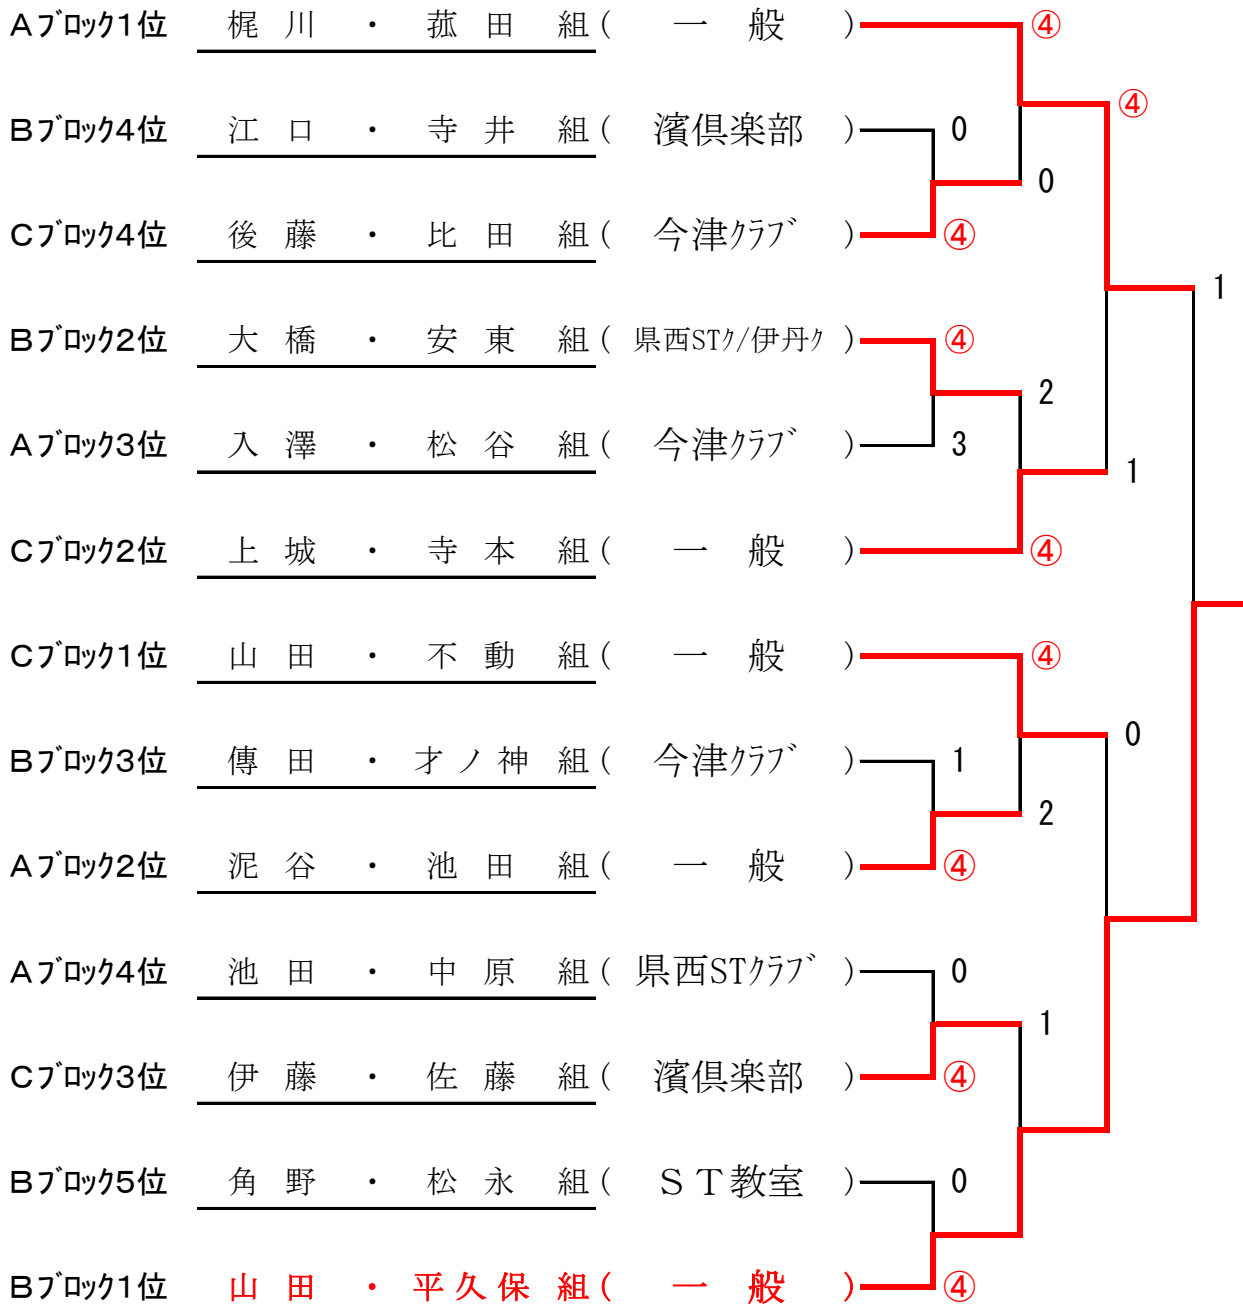 Aブロック1位 梶川・菰田組(一般) ④
④
Bブロック4位 江口・寺井組(濱倶楽部) 0
0
Cブロック4位 後藤・比田組(今津クラブ) ④
1
Bブロック2位 大橋・安東組(県西STク/伊丹ク) ④
2
Aブロック3位 入澤・松谷組(今津クラブ) 3
1
Cブロック2位 上城・寺本組(一般) ④
Cブロック1位 山田・不動組(一般) ④
0
Bブロック3位 傳田・才ノ神組(今津クラブ) 1
2
Aブロック2位 泥谷・池田組(一般) ④
Aブロック4位 池田・中原組(県西STクラブ) 0
1
Cブロック3位 伊藤・佐藤組(濱倶楽部) ④
Bブロック5位 角野・松永組(ST教室) 0
Bブロック1位 山田・平久保組(一般) ④